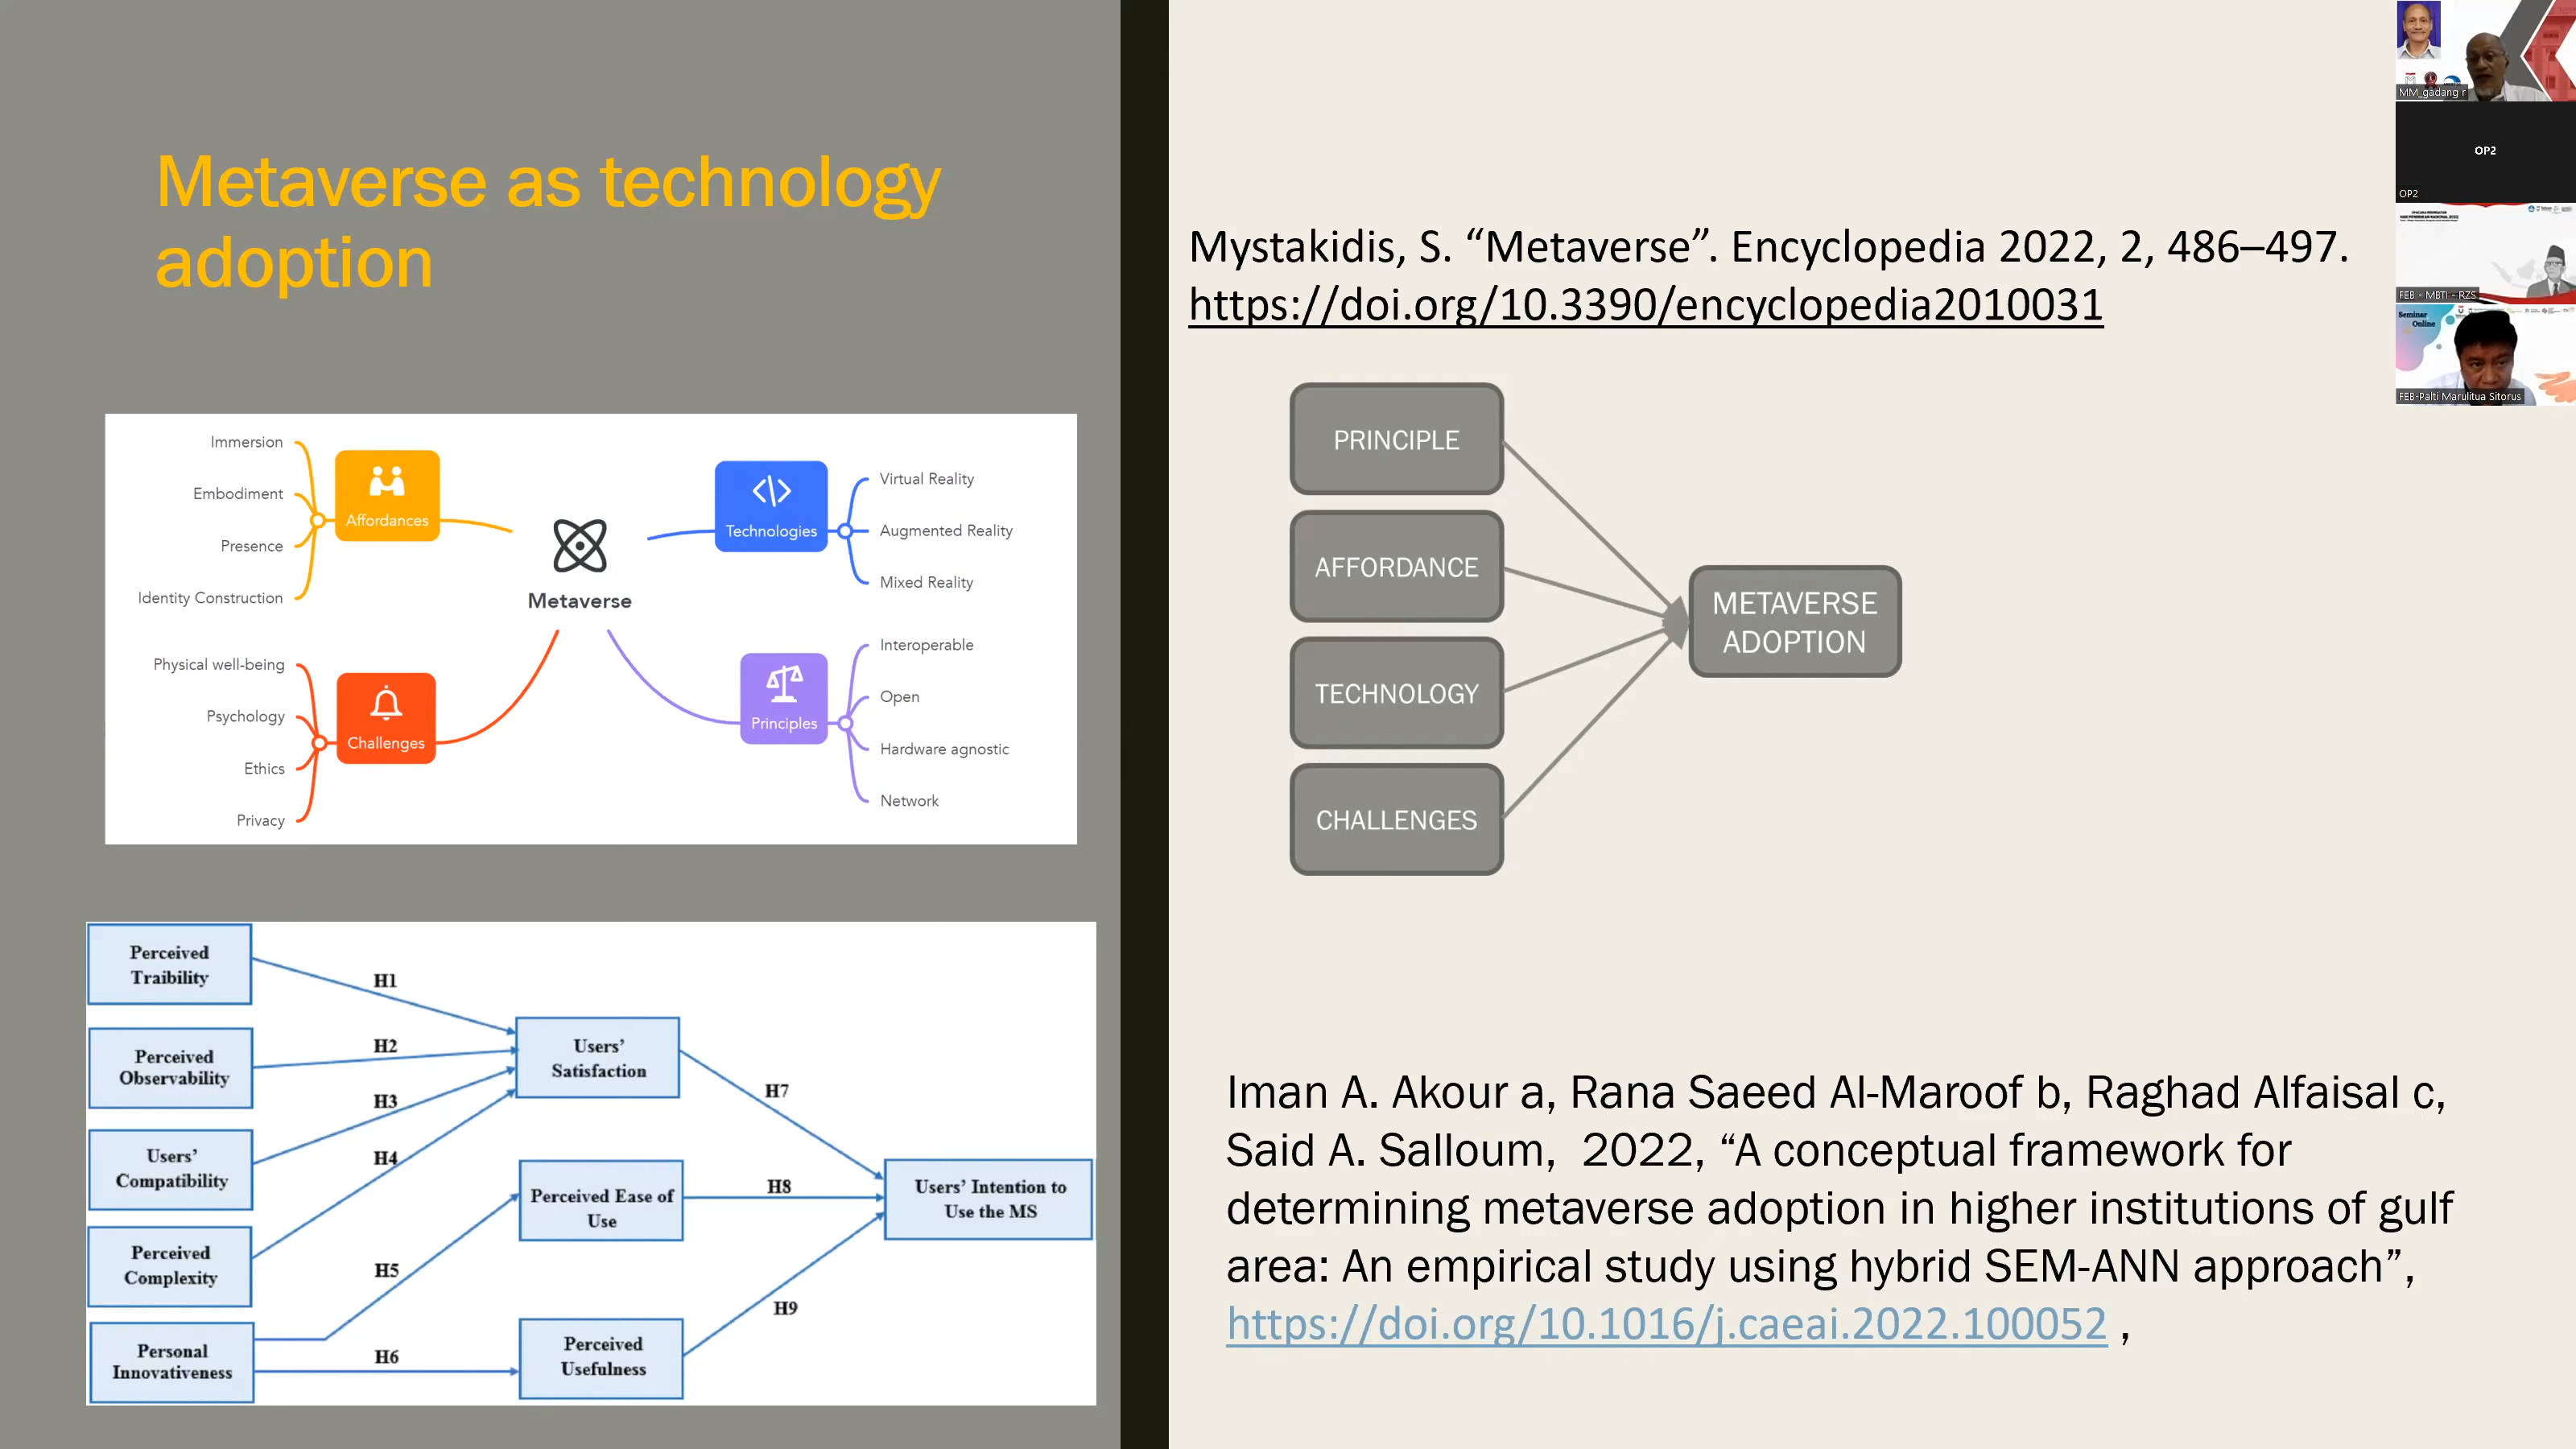 Metaverse as technology
adoption
Immersion
Embodiment
Presence
Identity Construction
Affordances
Physical well-being
Psychology
Ethics
Privacy
Challenges
Metaverse
Technologies
Virtual Reality
Augmented Reality
Mixed Reality
Principles
Interoperable
Open
Hardware agnostic
Network
Perceived
Traibility
Perceived
Observability
Users’
Compatibility
Perceived
Complexity
Personal
Innovativeness
H1
H2
H3
H4
H5
H6
Users’
Satisfaction
Perceived Ease of
Use
Perceived
Usefulness
H7
H8
H9
Users’ Intention to
Use the MS
Mystakidis, S. “Metaverse”. Encyclopedia 2022, 2, 486–497.
https://doi.org/10.3390/encyclopedia2010031
PRINCIPLE
AFFORDANCE
TECHNOLOGY
CHALLENGES
METAVERSE
ADOPTION
Iman A. Akour a, Rana Saeed Al-Maroof b, Raghad Alfaisal c,
Said A. Salloum, 2022, “A conceptual framework for
determining metaverse adoption in higher institutions of gulf
area: An empirical study using hybrid SEM-ANN approach”,
https://doi.org/10.1016/j.caeai.2022.100052 ,
MM_gadang r
OP2
OP2
FEB - MBTI - RZS
Seminar
Online
FEB-Palti Marulitua Sitorus